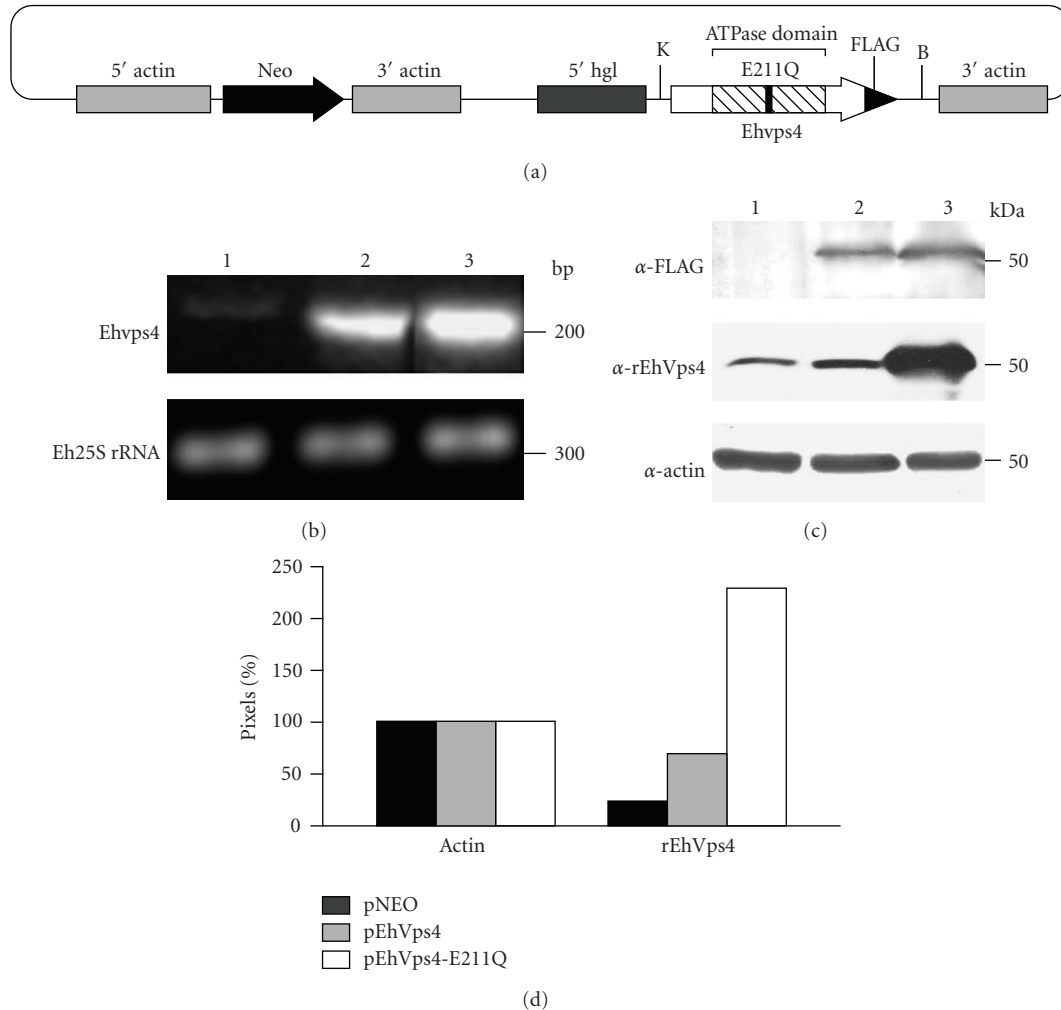 ATPase domain
5′ actin Neo 3′ actin 5′ hgl K E211Q FLAG B 3′ actin
Ehvps4
(a)
1 2 3 bp
Ehvps4 200
Eh25S rRNA 300
(b)
1 2 3 kDa
α-FLAG 50
α-rEhVps4 50
α-actin 50
(c)
250
200
150
100
50
0
Pixels (%)
Actin rEhVps4
pNEO
pEhVps4
pEhVps4-E211Q
(d)